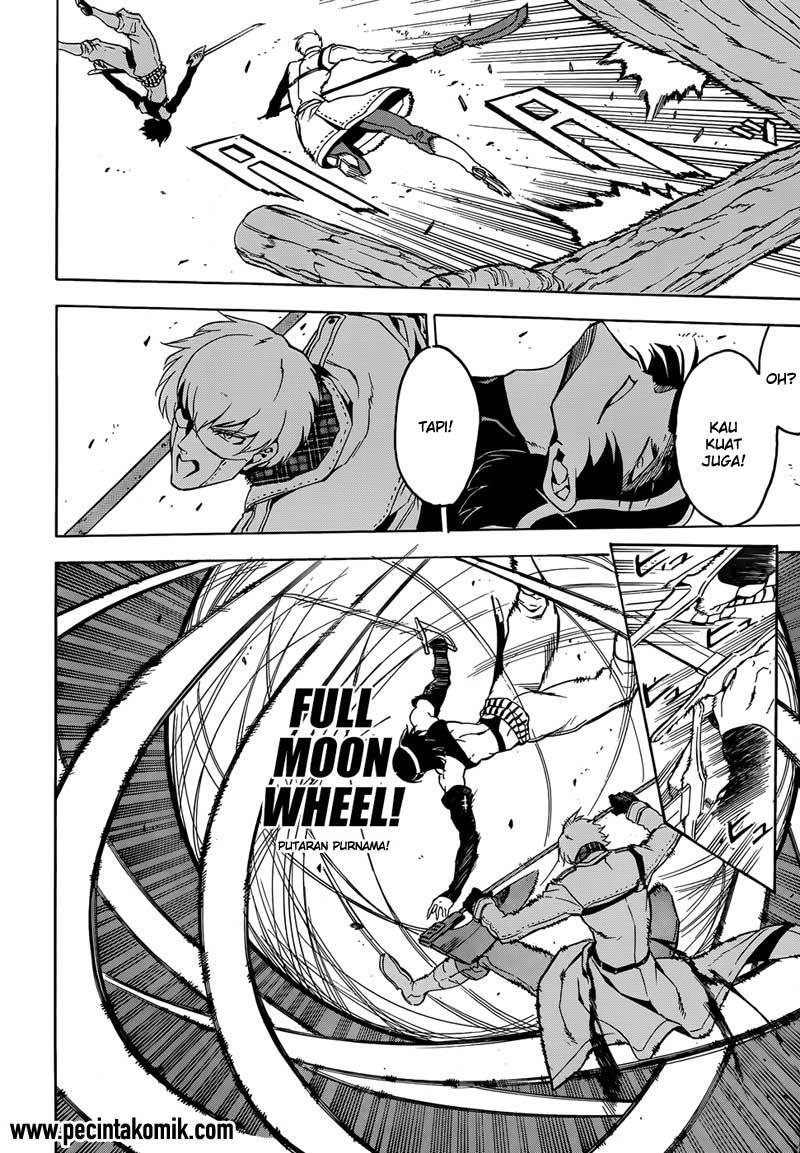 OH?
KAU
KUAT
JUGA!
TAPI!
FULL
MOON
WHEEL!
PUTARAN PURNAMA!
www.pecintakomik.com